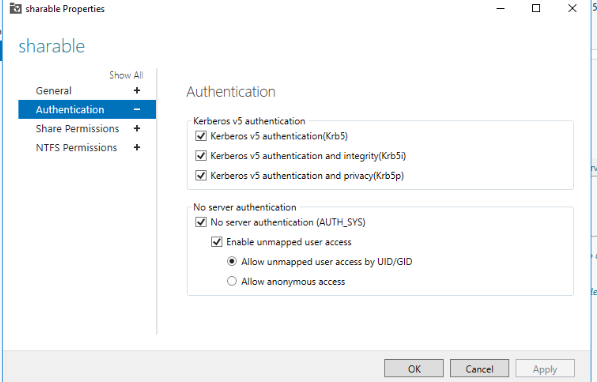 sharable Properties
sharable
Show All
General +
Authentication −
Share Permissions +
NTFS Permissions +
Authentication
Kerberos v5 authentication
Kerberos v5 authentication(Krb5)
Kerberos v5 authentication and integrity(Krb5i)
Kerberos v5 authentication and privacy(Krb5p)
No server authentication
No server authentication (AUTH_SYS)
Enable unmapped user access
Allow unmapped user access by UID/GID
Allow anonymous access
OK Cancel Apply